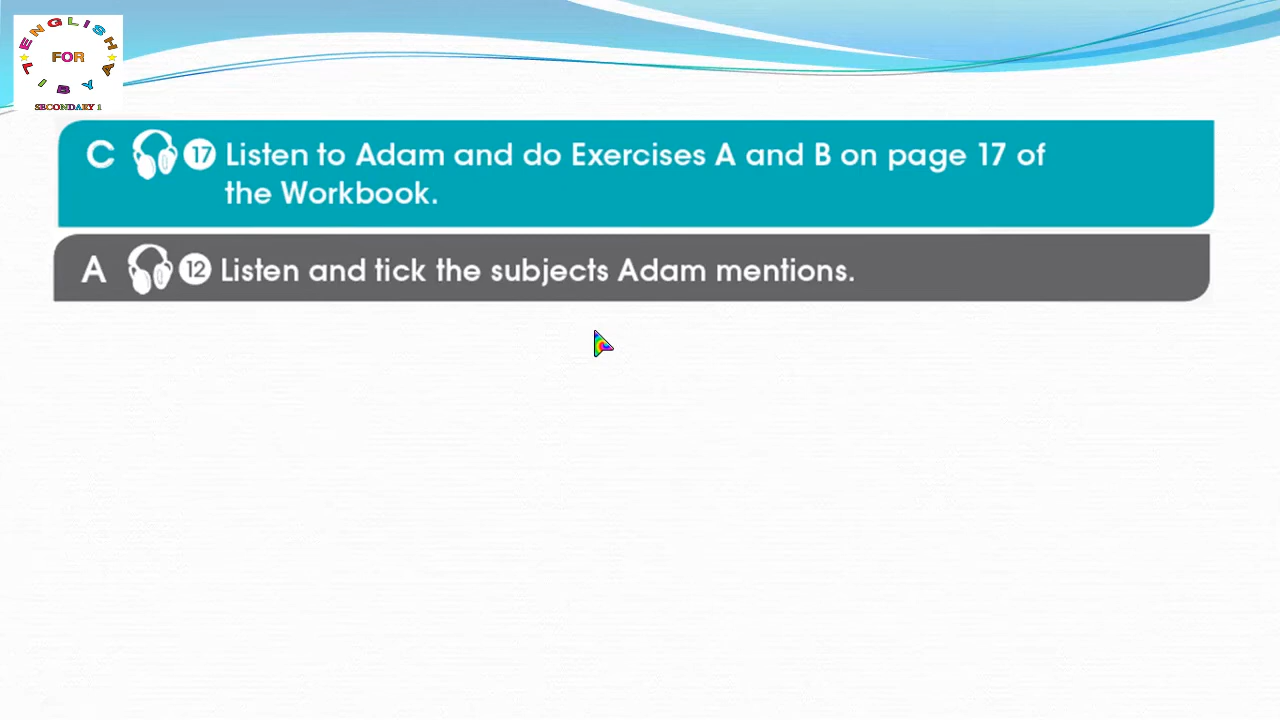 ENGLISH
FOR
LIBYA
SECONDARY 1
C 17 Listen to Adam and do Exercises A and B on page 17 of
the Workbook.
A 12 Listen and tick the subjects Adam mentions.